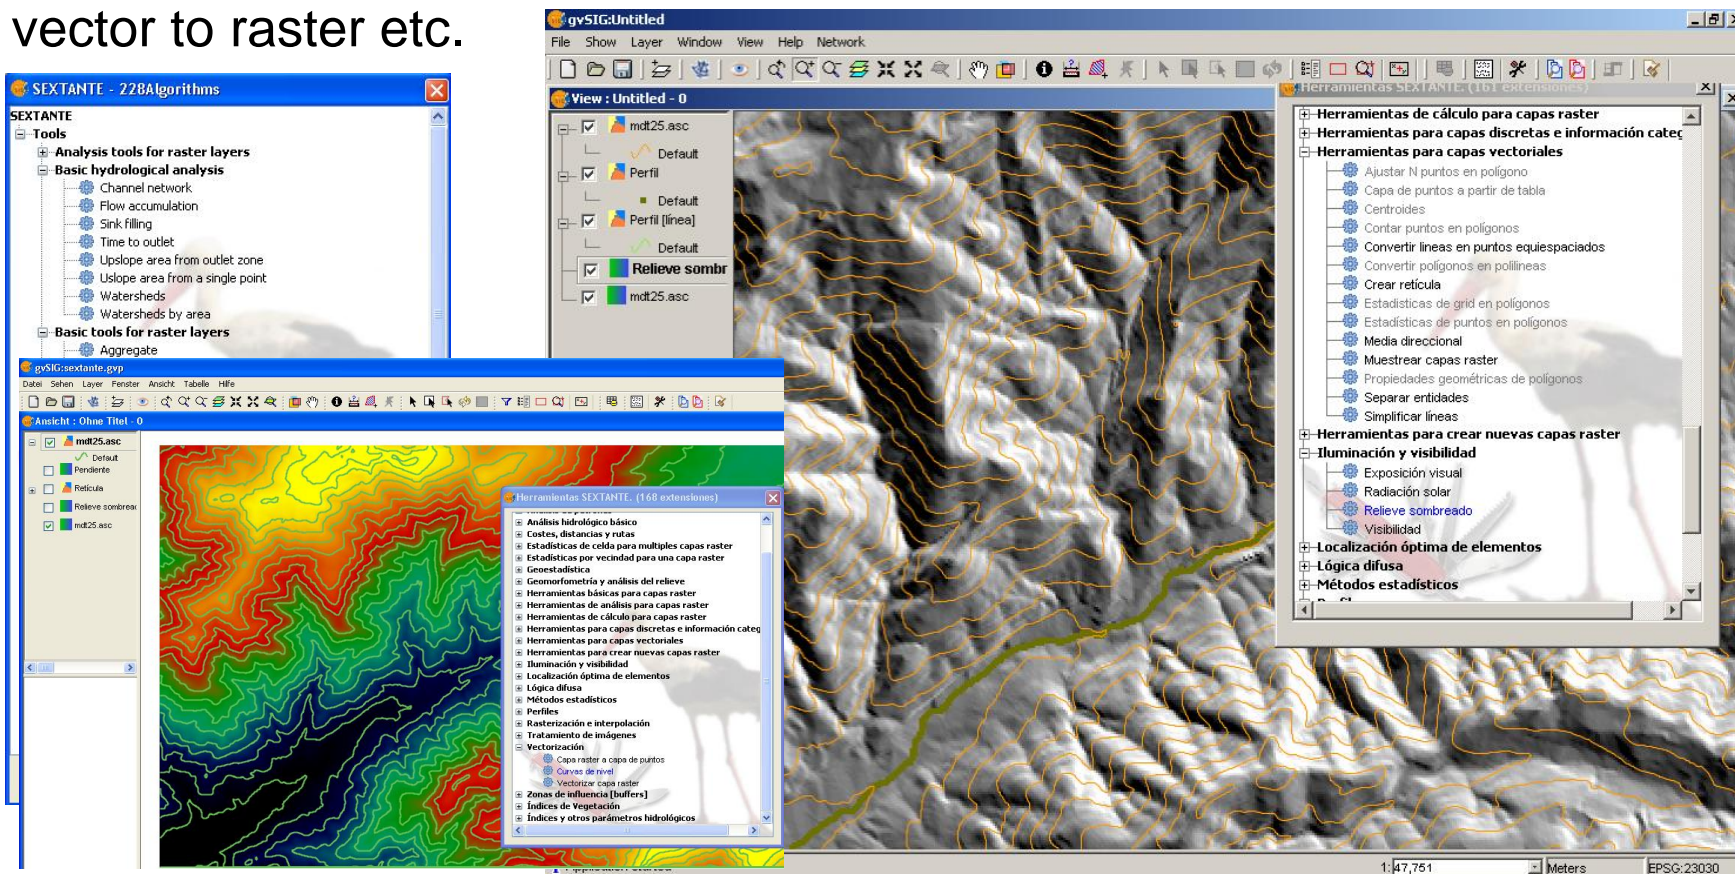 vector to raster etc.
SEXTANTE - 228Algorithms
SEXTANTE
Tools
Analysis tools for raster layers
Basic hydrological analysis
Channel network
Flow accumulation
Sink filling
Time to outlet
Upslope area from outlet zone
Uslope area from a single point
Watersheds
Watersheds by area
Basic tools for raster layers
Aggregate
gvSIG:Untitled
File Show Layer Window View Help Network
View : Untitled - 0
mdt25.asc
Default
Perfil
Default
Perfil [línea]
Default
Relieve sombr
mdt25.asc
Herramientas SEXTANTE. (161 extensiones)
Herramientas de cálculo para capas raster
Herramientas para capas discretas e información categ
Herramientas para capas vectoriales
Ajustar N puntos en polígono
Capa de puntos a partir de tabla
Centroides
Contar puntos en polígonos
Convertir lineas en puntos equiespaciados
Convertir polígonos en polilineas
Crear retícula
Estadísticas de grid en polígonos
Estadísticas de puntos en polígonos
Media direccional
Muestrear capas raster
Propiedades geométricas de polígonos
Separar entidades
Simplificar líneas
Herramientas para crear nuevas capas raster
Iluminación y visibilidad
Exposición visual
Radiación solar
Relieve sombreado
Visibilidad
Localización óptima de elementos
Lógica difusa
Métodos estadísticos
gvSIG:sextante.gvp
Datei Sehen Layer Fenster Ansicht Tabelle Hilfe
Ansicht : Ohne Titel - 0
mdt25.asc
Default
Pendiente
Retícula
Relieve sombreac
mdt25.asc
Herramientas SEXTANTE. (168 extensiones)
Análisis hidrológico básico
Costes, distancias y rutas
Estadísticas de celda para multiples capas raster
Estadísticas por vecindad para una capa raster
Geoestadística
Geomorfometría y análisis del relieve
Herramientas básicas para capas raster
Herramientas de análisis para capas raster
Herramientas de cálculo para capas raster
Herramientas para capas discretas e información categ
Herramientas para capas vectoriales
Herramientas para crear nuevas capas raster
Iluminación y visibilidad
Localización óptima de elementos
Lógica difusa
Métodos estadísticos
Perfiles
Rasterización e interpolación
Tratamiento de imágenes
Vectorización
Capa raster a capa de puntos
Curvas de nivel
Vectorizar capa raster
Zonas de influencia [buffers]
Índices de Vegetación
Índices y otros parámetros hidrológicos
1: 47,751 Meters EPSG:23030